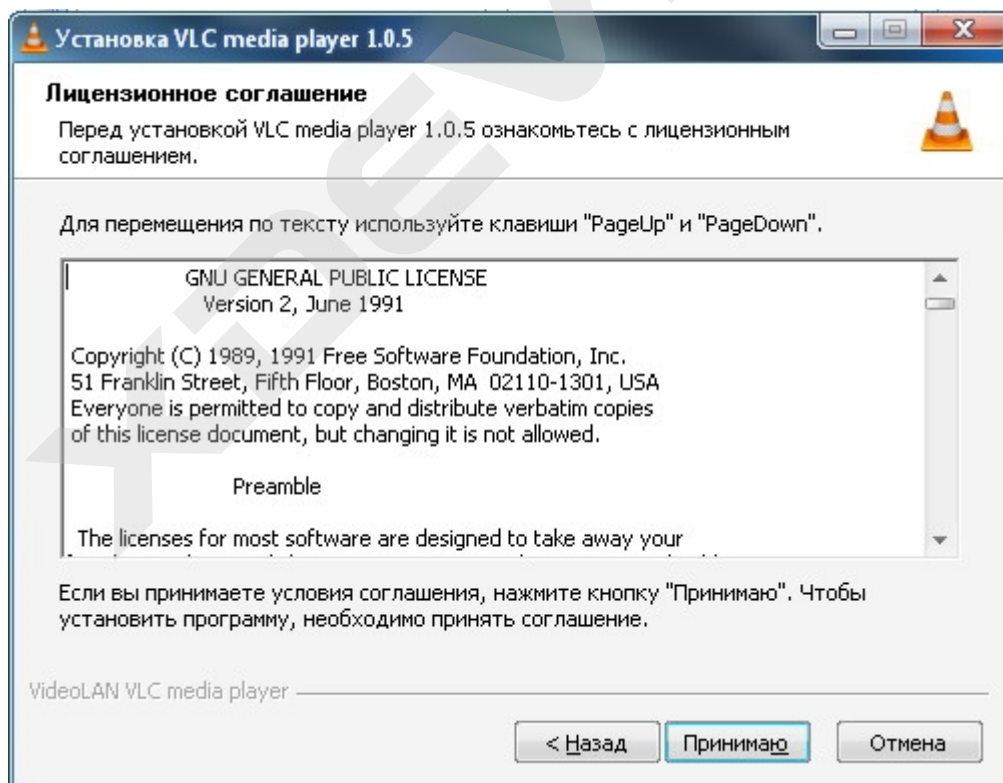 Установка VLC media player 1.0.5
Лицензионное соглашение
Перед установкой VLC media player 1.0.5 ознакомьтесь с лицензионным
соглашением.
Для перемещения по тексту используйте клавиши "PageUp" и "PageDown".
GNU GENERAL PUBLIC LICENSE
Version 2, June 1991
Copyright (C) 1989, 1991 Free Software Foundation, Inc.
51 Franklin Street, Fifth Floor, Boston, MA  02110-1301, USA
Everyone is permitted to copy and distribute verbatim copies
of this license document, but changing it is not allowed.
Preamble
The licenses for most software are designed to take away your
Если вы принимаете условия соглашения, нажмите кнопку "Принимаю". Чтобы
установить программу, необходимо принять соглашение.
VideoLAN VLC media player
< Назад Принимаю Отмена